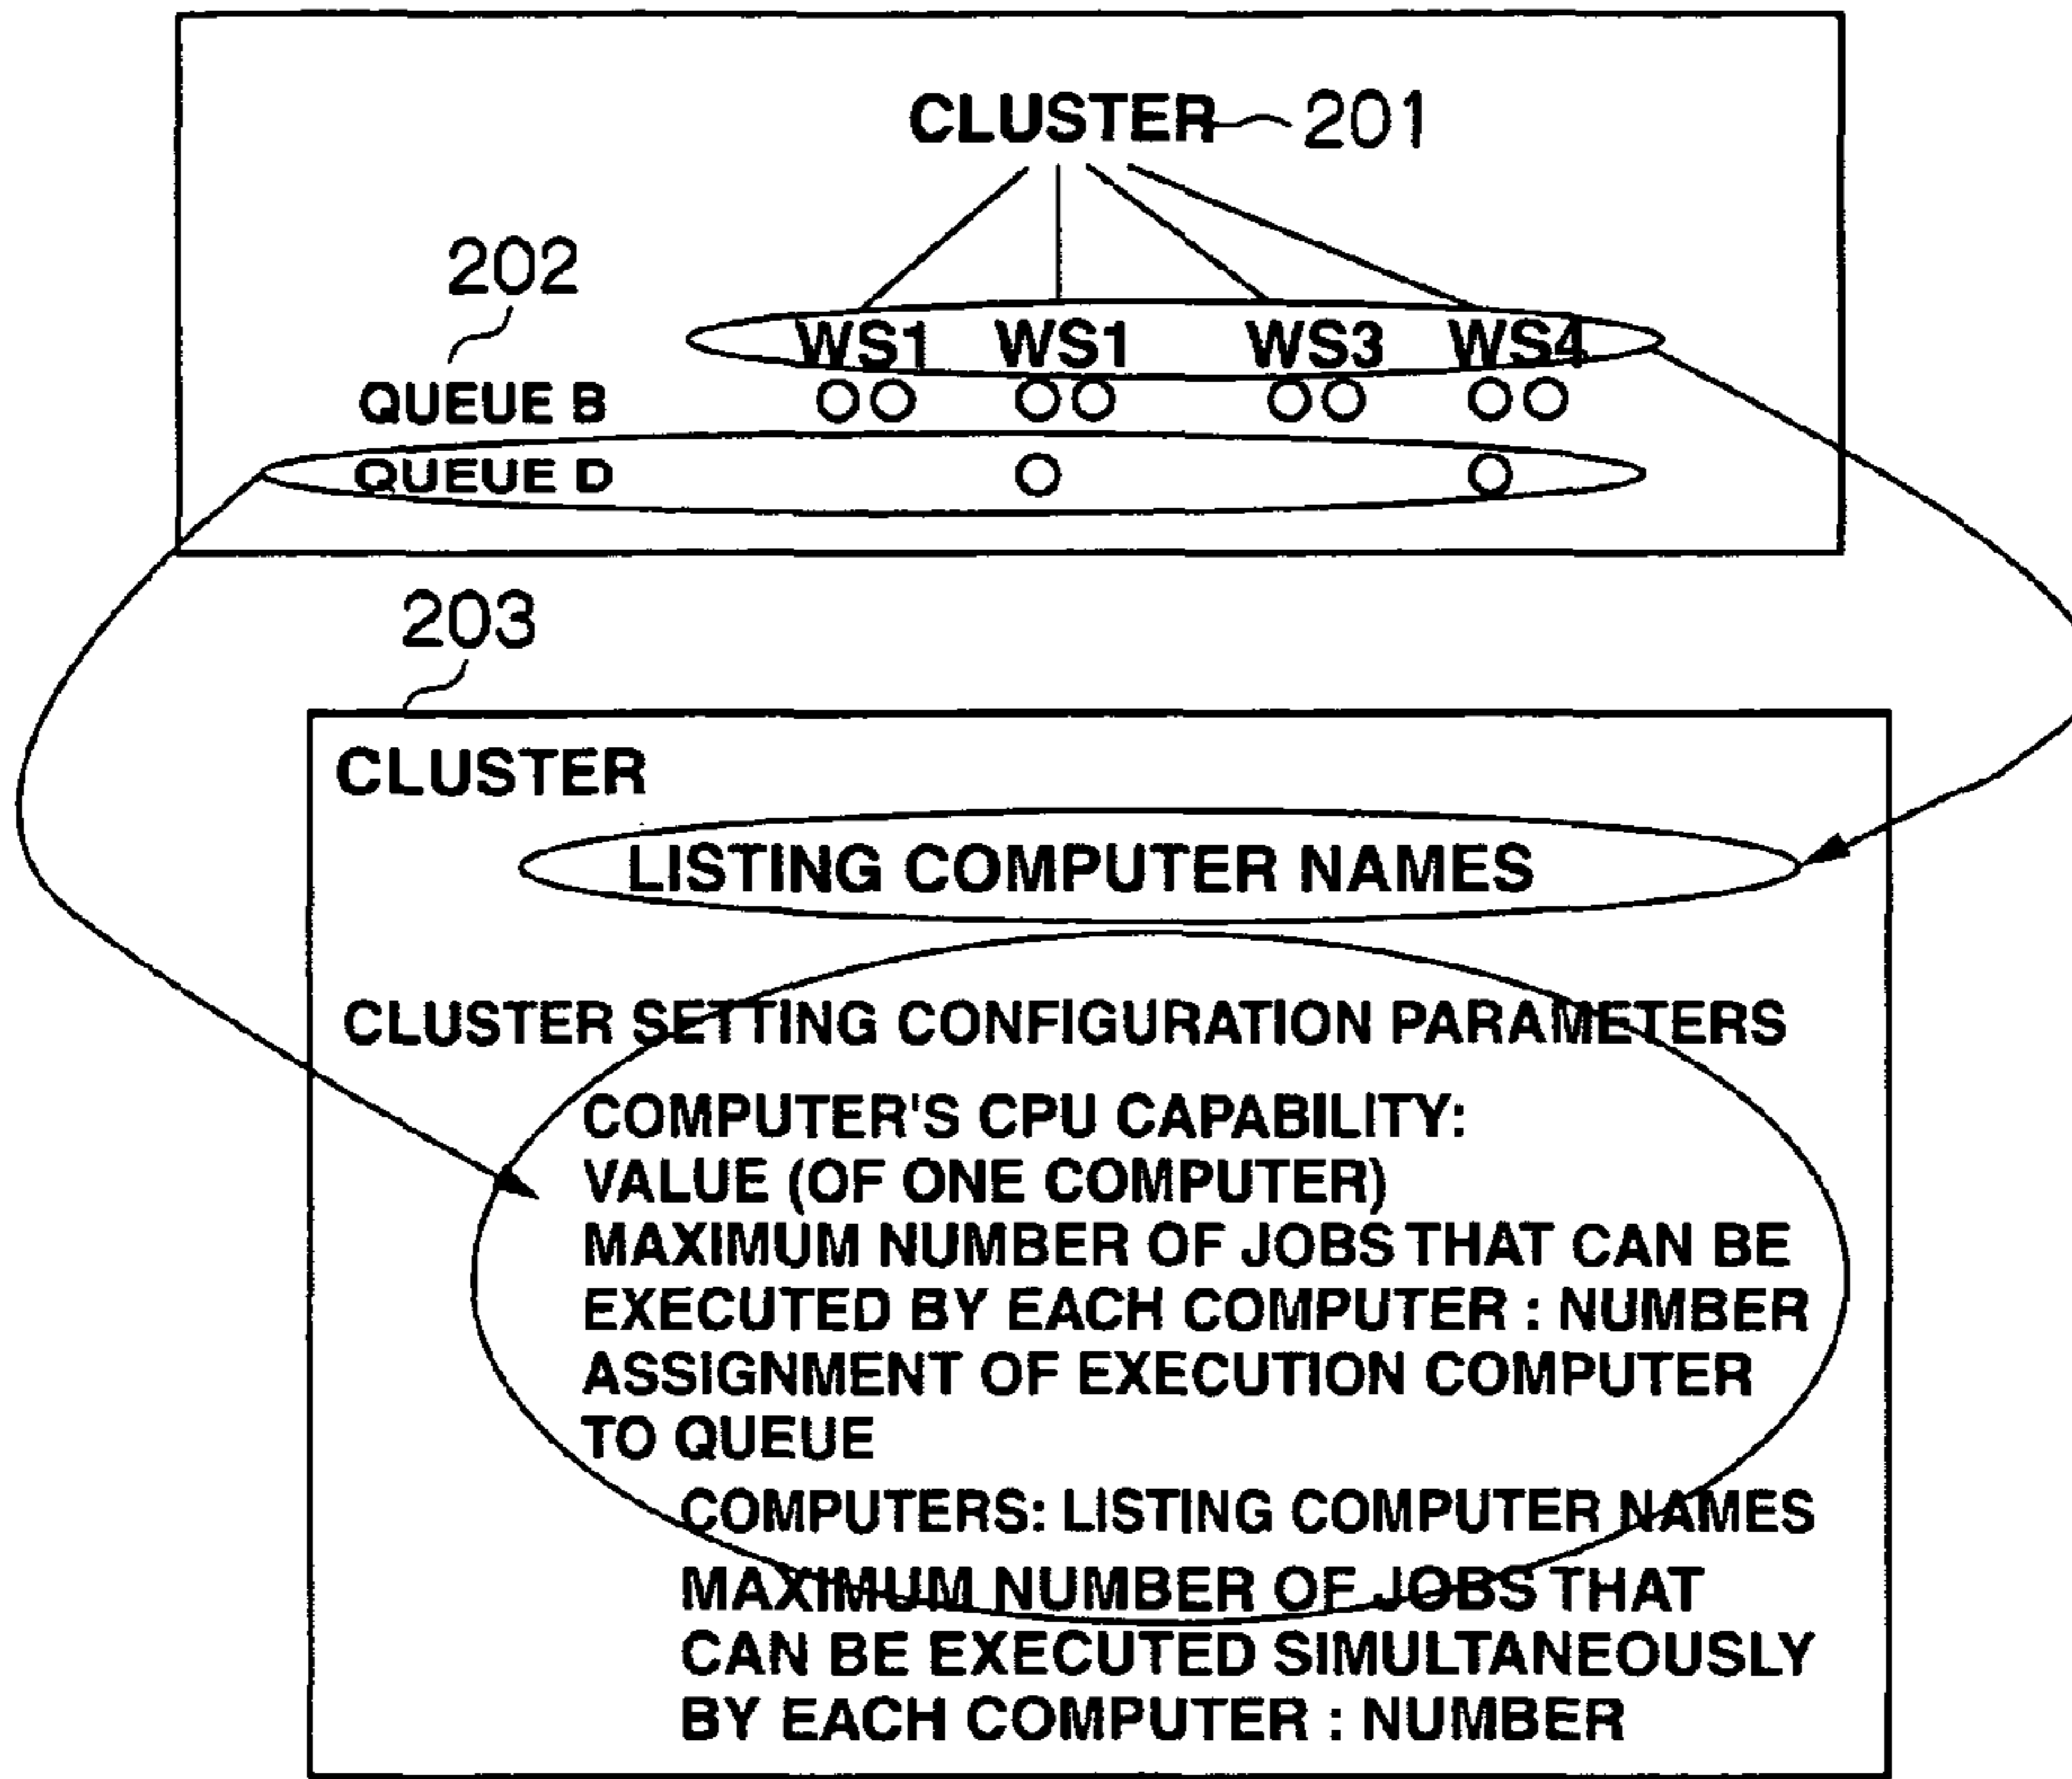 CLUSTER 201
202
WS1 WS1 WS3 WS4
QUEUE B
QUEUE D
203
CLUSTER
LISTING COMPUTER NAMES
CLUSTER SETTING CONFIGURATION PARAMETERS
COMPUTER'S CPU CAPABILITY:
VALUE (OF ONE COMPUTER)
MAXIMUM NUMBER OF JOBS THAT CAN BE
EXECUTED BY EACH COMPUTER : NUMBER
ASSIGNMENT OF EXECUTION COMPUTER
TO QUEUE
COMPUTERS: LISTING COMPUTER NAMES
MAXIMUM NUMBER OF JOBS THAT
CAN BE EXECUTED SIMULTANEOUSLY
BY EACH COMPUTER : NUMBER